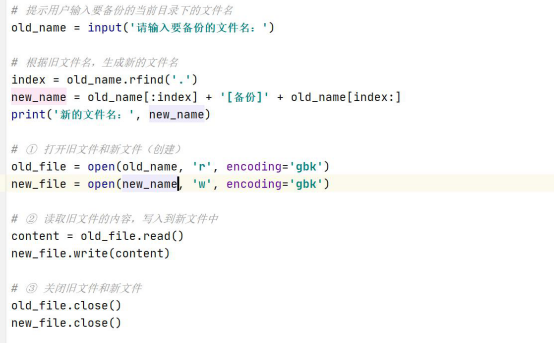 # 提示用户输入要备份的当前目录下的文件名
old_name = input('请输入要备份的文件名：')
# 根据旧文件名，生成新的文件名
index = old_name.rfind('.')
new_name = old_name[:index] + '[备份]' + old_name[index:]
print('新的文件名：', new_name)
# ① 打开旧文件和新文件（创建）
old_file = open(old_name, 'r', encoding='gbk')
new_file = open(new_name, 'w', encoding='gbk')
# ② 读取旧文件的内容，写入到新文件中
content = old_file.read()
new_file.write(content)
# ③ 关闭旧文件和新文件
old_file.close()
new_file.close()